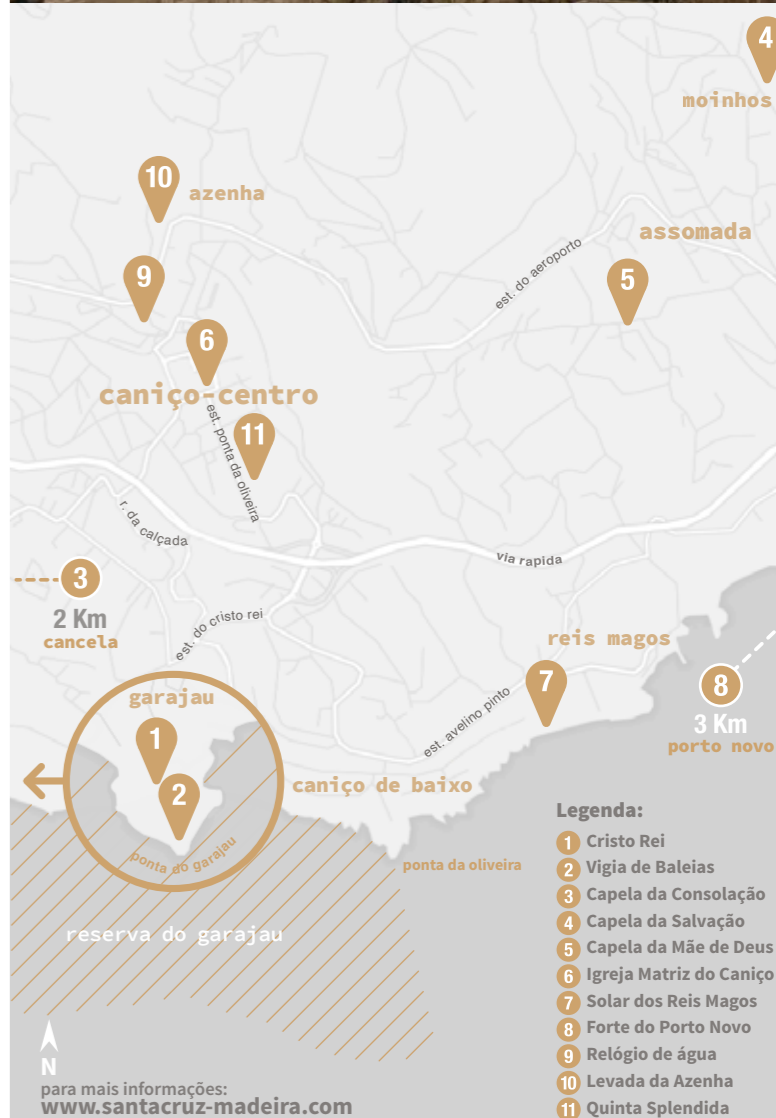 4
moinhos
10
azenha
assomada
est. do aeroporto
9
5
6
caniço-centro
est. ponta da oliveira
11
r. da calçada
via rapida
3
2 Km
cancela
est. do cristo rei
reis magos
8
3 Km
porto novo
7
garajau
1
2
est. avelino pinto
caniço de baixo
ponta do garajau
ponta da oliveira
reserva do garajau
Legenda:
1 Cristo Rei
2 Vigia de Baleias
3 Capela da Consolação
4 Capela da Salvação
5 Capela da Mãe de Deus
6 Igreja Matriz do Caniço
7 Solar dos Reis Magos
8 Forte do Porto Novo
9 Relógio de água
10 Levada da Azenha
11 Quinta Splendida
N
para mais informações:
www.santacruz-madeira.com